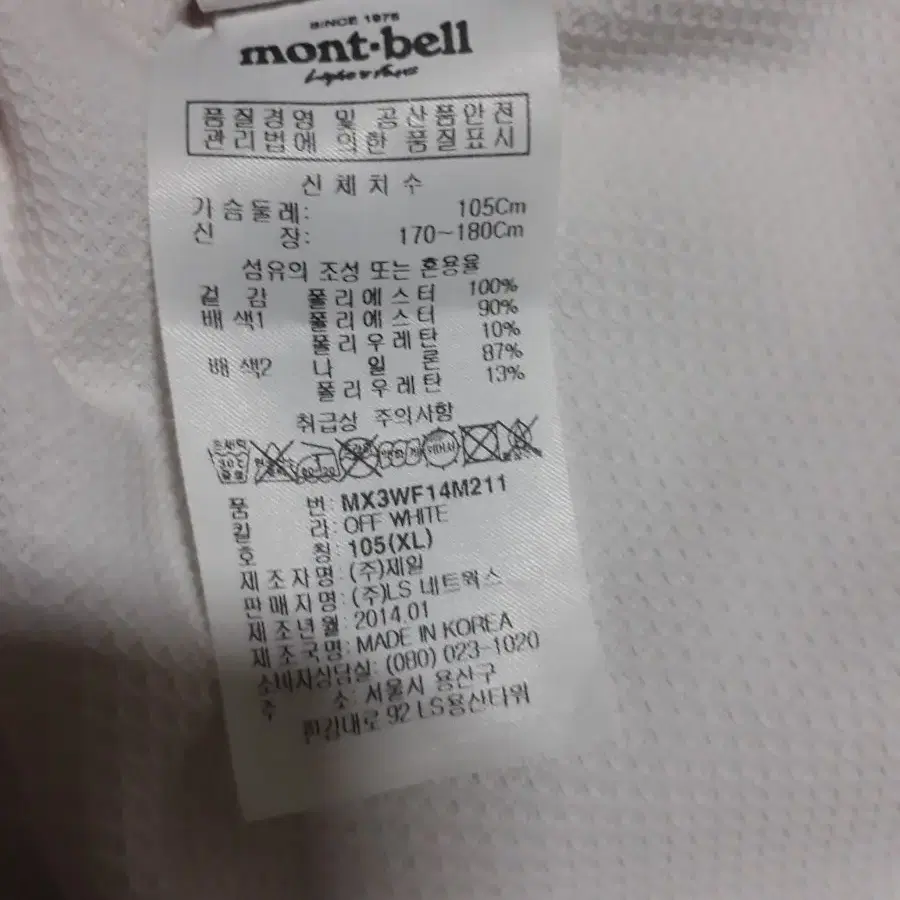 SINCE 1975
mont-bell
품질경영 및 공산품안전
관리법에 의한 품질표시
신체치수
가슴둘레: 105Cm
신 장: 170~180Cm
섬유의 조성 또는 혼용율
겉 감 폴리에스터 100%
배색1 폴리에스터 90%
폴리우레탄 10%
배색2 나일론 87%
폴리우레탄 13%
취급상 주의사항
품 번: MX3WF14M211
칼 라: OFF WHITE
호 칭: 105(XL)
제조자명: (주)제일
판매자명: (주)LS 네트웍스
제조년월: 2014.01
제조국명: MADE IN KOREA
소비자상담실: (080) 023-1020
주 소: 서울시 용산구
한강대로 92 LS용산타워